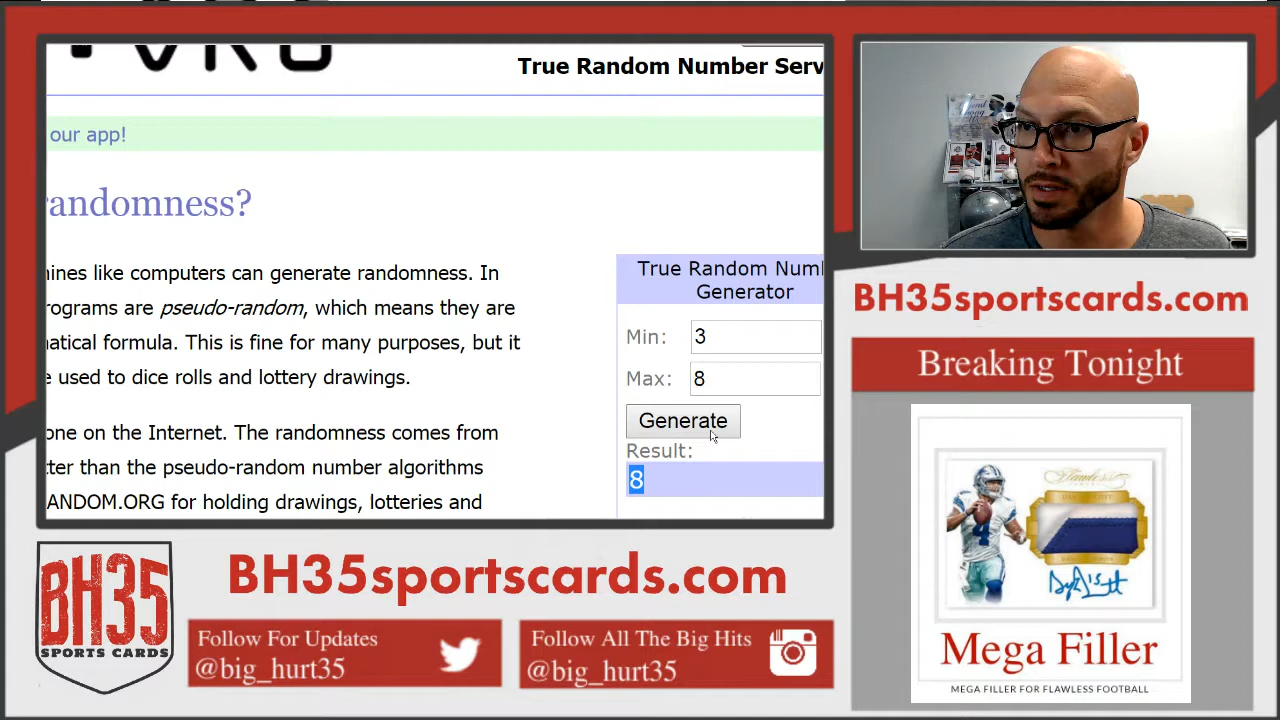 True Random Number Serv
our app!
andomness?
ines like computers can generate randomness. In
rograms are pseudo-random, which means they are
atical formula. This is fine for many purposes, but it
e used to dice rolls and lottery drawings.
one on the Internet. The randomness comes from
tter than the pseudo-random number algorithms
ANDOM.ORG for holding drawings, lotteries and
True Random Num
Generator
Min: 3
Max: 8
Generate
Result:
8
BH35sportscards.com
Breaking Tonight
Flawless
Mega Filler
MEGA FILLER FOR FLAWLESS FOOTBALL
BH35
SPORTS CARDS
BH35sportscards.com
Follow For Updates
@big_hurt35
Follow All The Big Hits
@big_hurt35